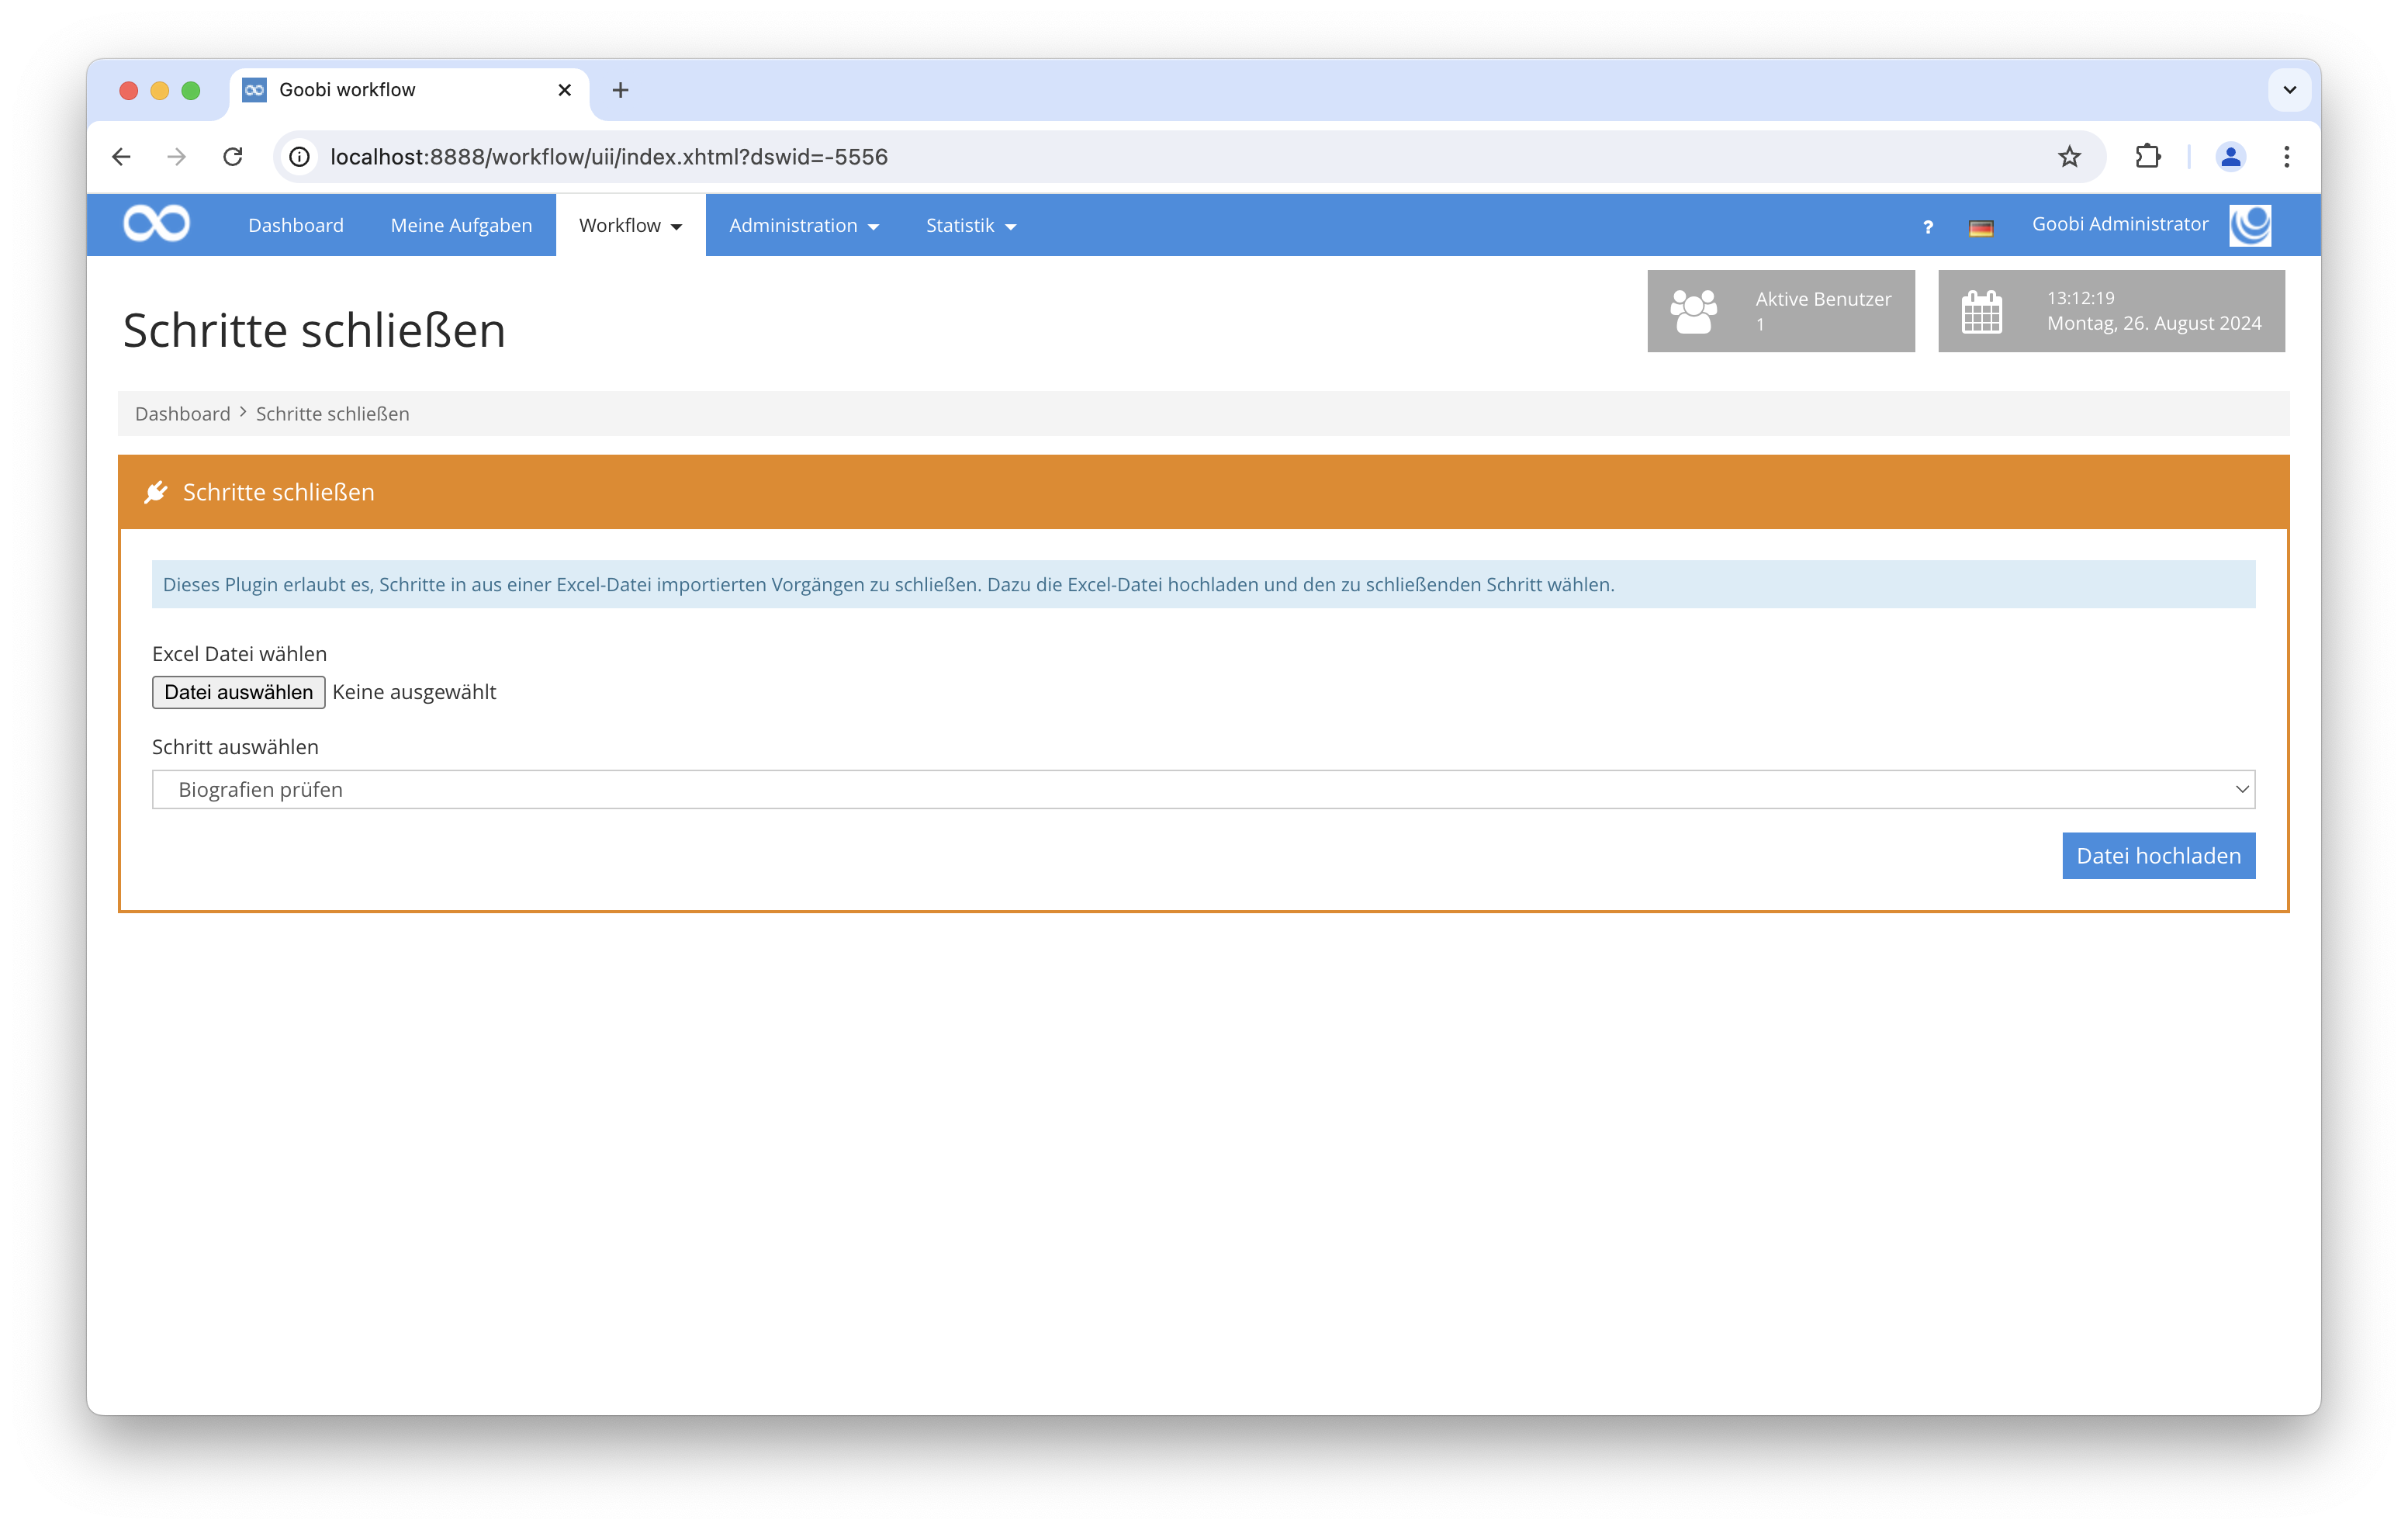 Goobi workflow
localhost:8888/workflow/uii/index.xhtml?dswid=-5556
Dashboard
Meine Aufgaben
Workflow
Administration
Statistik
?
Goobi Administrator
Schritte schließen
Aktive Benutzer
1
13:12:19
Montag, 26. August 2024
Dashboard > Schritte schließen
Schritte schließen
Dieses Plugin erlaubt es, Schritte in aus einer Excel-Datei importierten Vorgängen zu schließen. Dazu die Excel-Datei hochladen und den zu schließenden Schritt wählen.
Excel Datei wählen
Datei auswählen Keine ausgewählt
Schritt auswählen
Biografien prüfen
Datei hochladen